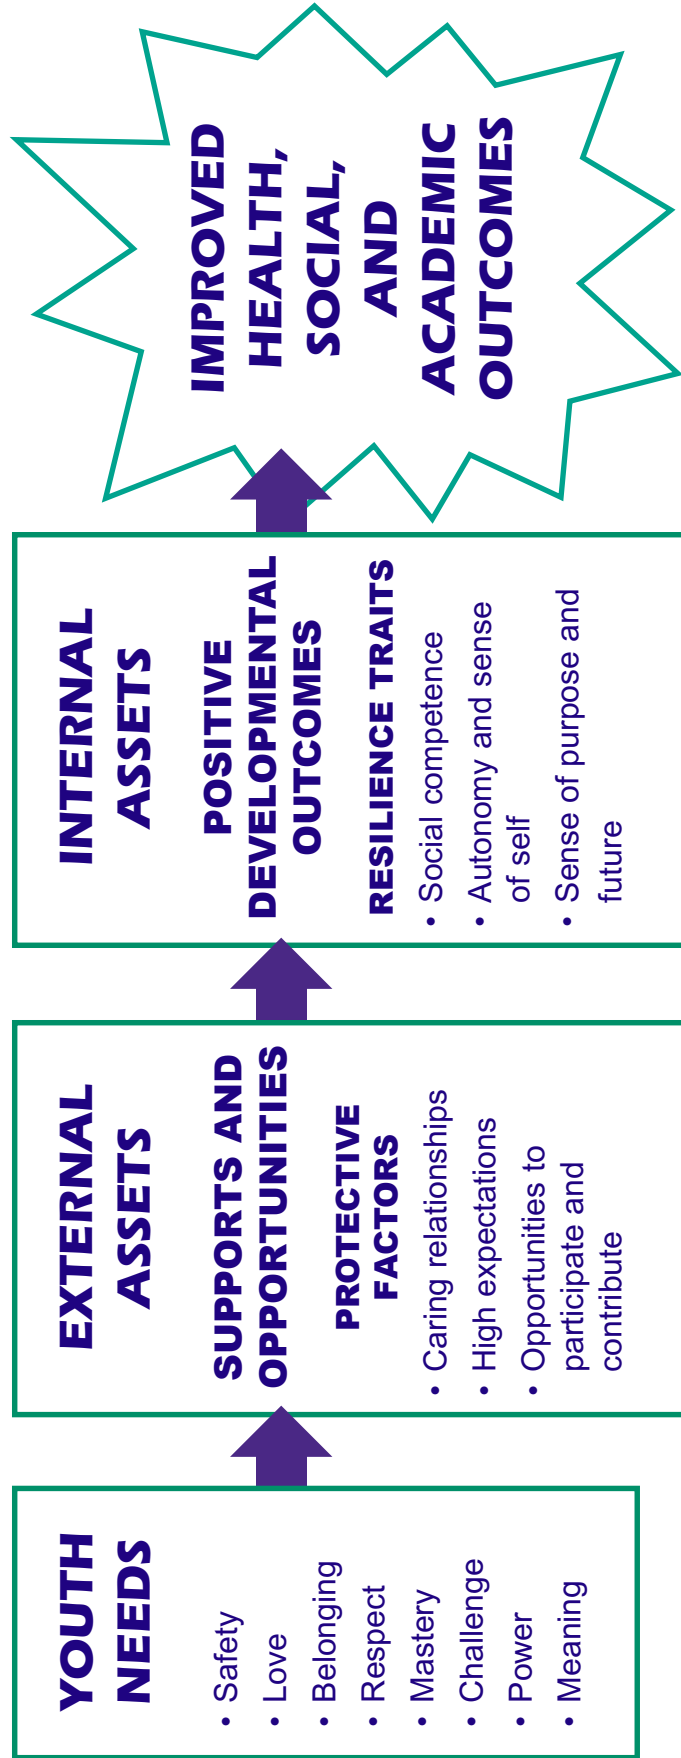 YOUTH
NEEDS
• Safety
• Love
• Belonging
• Respect
• Mastery
• Challenge
• Power
• Meaning
EXTERNAL
ASSETS
SUPPORTS AND
OPPORTUNITIES
PROTECTIVE
FACTORS
• Caring relationships
• High expectations
• Opportunities to
participate and
contribute
INTERNAL
ASSETS
POSITIVE
DEVELOPMENTAL
OUTCOMES
RESILIENCE TRAITS
• Social competence
• Autonomy and sense
of self
• Sense of purpose and
future
IMPROVED
HEALTH,
SOCIAL,
AND
ACADEMIC
OUTCOMES